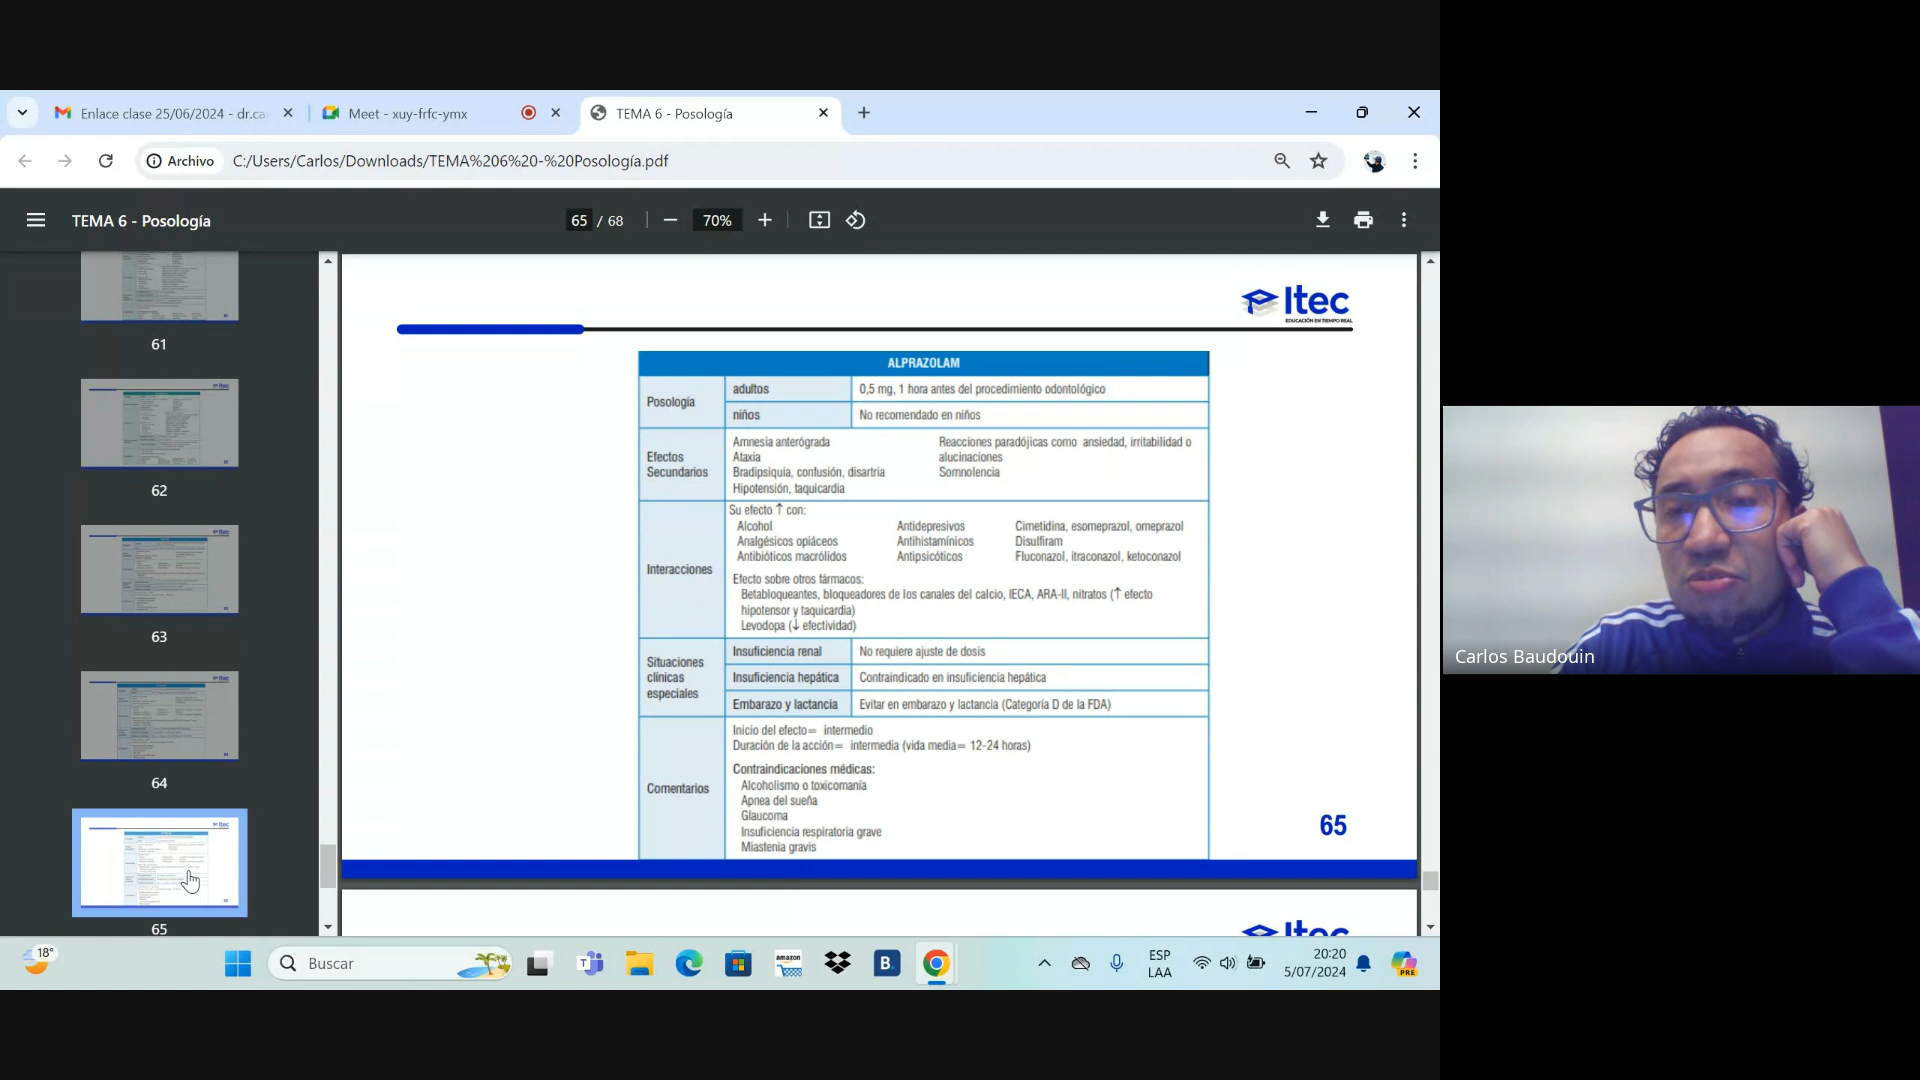 Enlace clase 25/06/2024 - dr.ca
Meet - xuy-frfc-ymx
TEMA 6 - Posología
Archivo
C:/Users/Carlos/Downloads/TEMA%206%20-%20Posología.pdf
TEMA 6 - Posología
65 / 68
70%
61
62
63
64
65
Itec
EDUCACIÓN EN TIEMPO REAL
ALPRAZOLAM
Posología
adultos
0,5 mg, 1 hora antes del procedimiento odontológico
niños
No recomendado en niños
Efectos
Secundarios
Amnesia anterógrada
Ataxia
Bradipsiquia, confusión, disartria
Hipotensión, taquicardia
Reacciones paradójicas como ansiedad, irritabilidad o
alucinaciones
Somnolencia
Interacciones
Su efecto ↑ con:
Alcohol
Analgésicos opiáceos
Antibióticos macrólidos
Antidepresivos
Antihistamínicos
Antipsicóticos
Cimetidina, esomeprazol, omeprazol
Disulfiram
Fluconazol, itraconazol, ketoconazol
Efecto sobre otros fármacos:
Betabloqueantes, bloqueadores de los canales del calcio, IECA, ARA-II, nitratos (↑ efecto
hipotensor y taquicardia)
Levodopa (↓ efectividad)
Situaciones
clínicas
especiales
Insuficiencia renal
No requiere ajuste de dosis
Insuficiencia hepática
Contraindicado en insuficiencia hepática
Embarazo y lactancia
Evitar en embarazo y lactancia (Categoría D de la FDA)
Comentarios
Inicio del efecto= intermedio
Duración de la acción= intermedia (vida media= 12-24 horas)
Contraindicaciones médicas:
Alcoholismo o toxicomanía
Apnea del sueña
Glaucoma
Insuficiencia respiratoria grave
Miastenia gravis
65
Itec
Carlos Baudouin
18°
Buscar
amazon
B.
ESP
LAA
20:20
5/07/2024
PRE